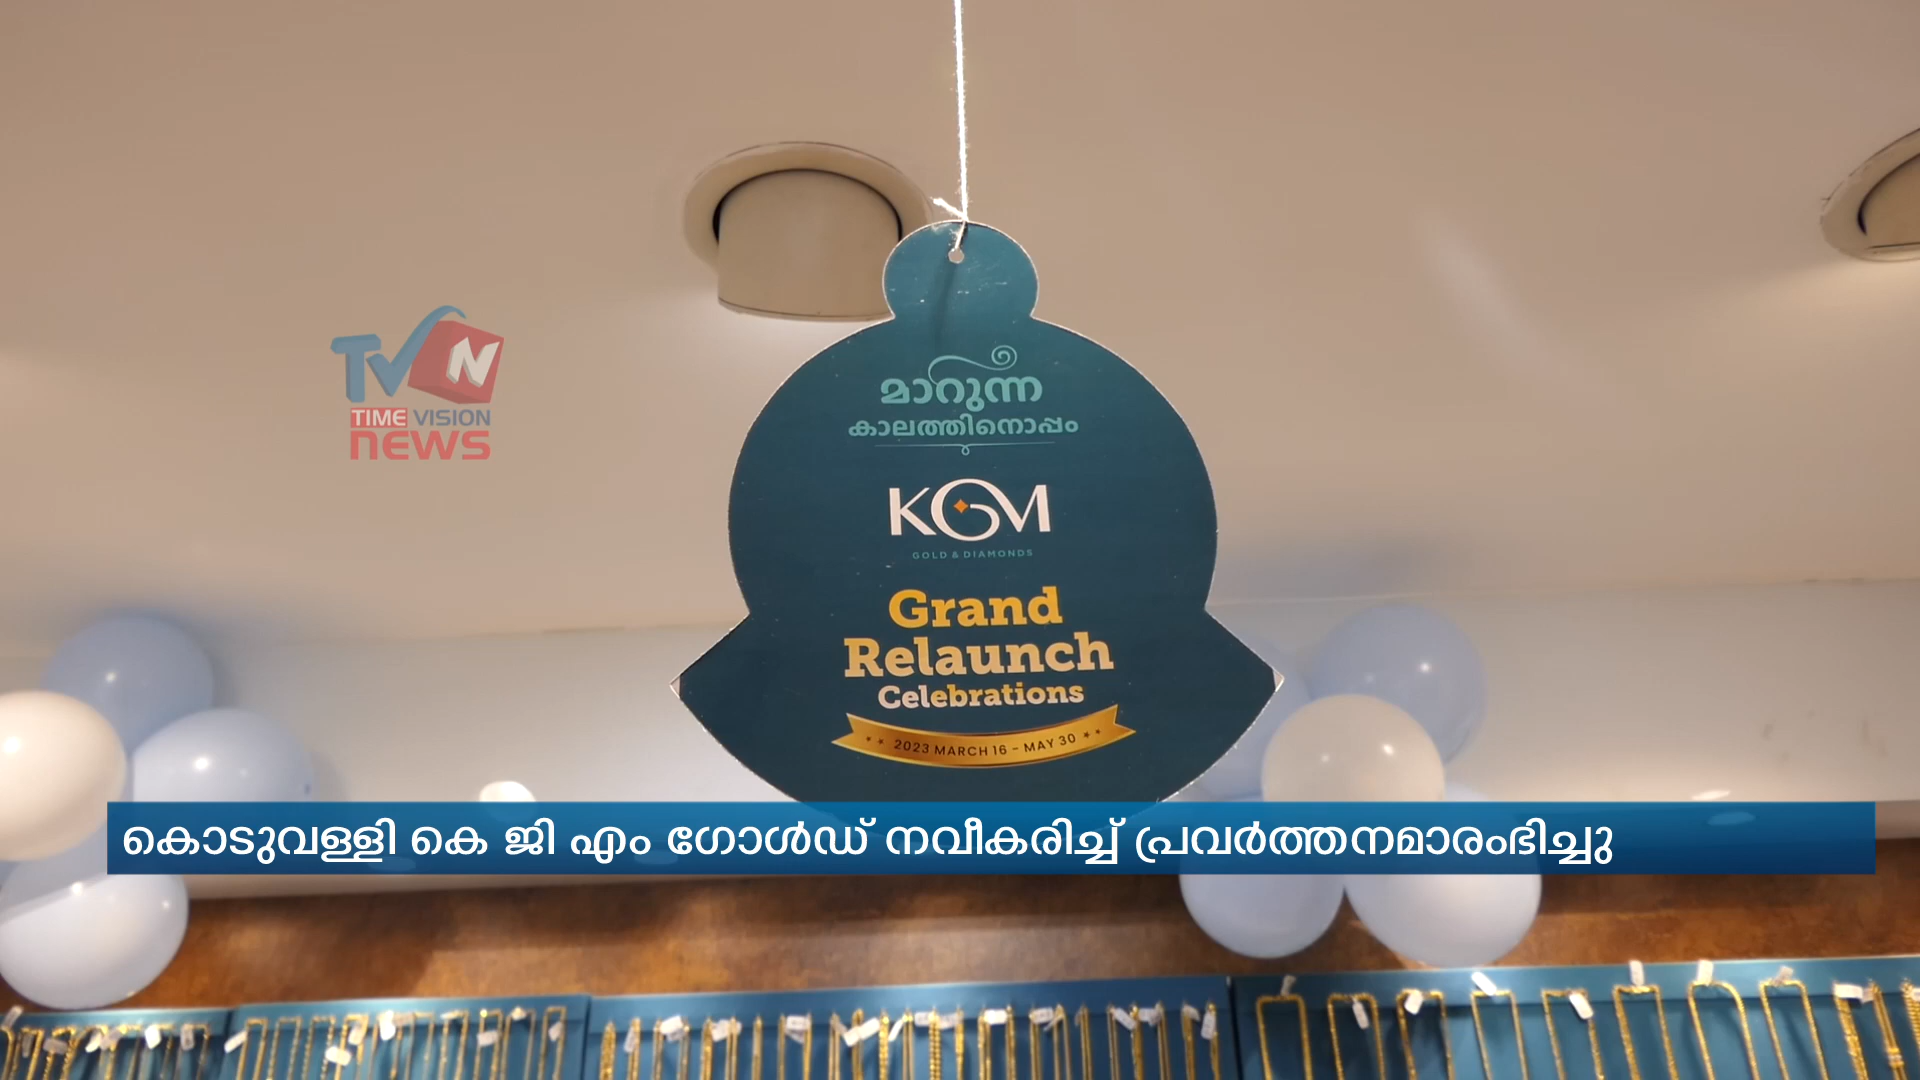 TVN
TIME VISION
NEWS
മാറുന്ന
കാലത്തിനൊപ്പം
KGM
GOLD & DIAMONDS
Grand
Relaunch
Celebrations
2023 MARCH 16 - MAY 30
കൊടുവള്ളി കെ ജി എം ഗോൾഡ് നവീകരിച്ച് പ്രവർത്തനമാരംഭിച്ചു